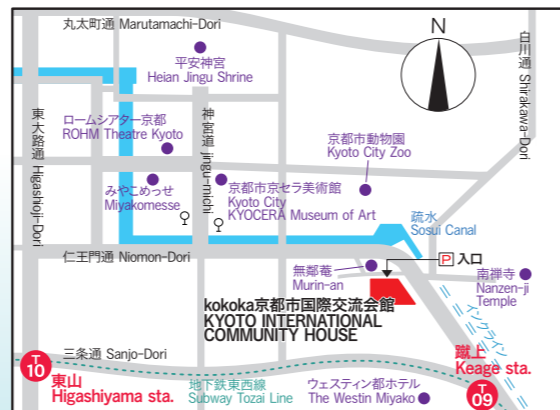 丸太町通 Marutamachi-Dori
N
白川通 Shirakawa-Dori
平安神宮
Heian Jingu Shrine
東大路通 Higashioji-Dori
ロームシアター京都
ROHM Theatre Kyoto
神宮道 jingu-michi
京都市動物園
Kyoto City Zoo
みやこめっせ
Miyakomesse
京都市京セラ美術館
Kyoto City
KYOCERA Museum of Art
疏水
Sosui Canal
仁王門通 Niomon-Dori
P 入口
無鄰菴
Murin-an
南禅寺
Nanzen-ji
Temple
kokoka京都市国際交流会館
KYOTO INTERNATIONAL
COMMUNITY HOUSE
インクライン
三条通 Sanjo-Dori
蹴上
Keage sta.
T
09
T
10
東山
Higashiyama sta.
地下鉄東西線
Subway Tozai Line
ウェスティン都ホテル
The Westin Miyako